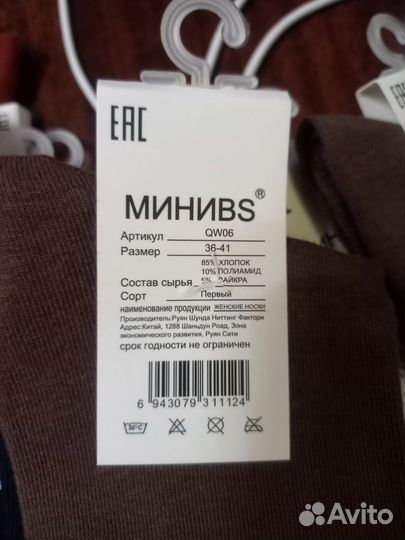 EAC
МИНИВS®
Артикул QW06
Размер 36-41
85% ХЛОПОК
10% ПОЛИАМИД
Состав сырья 5% ЛАЙКРА
Сорт Первый
наименование продукции ЖЕНСКИЕ НОСКИ
Производитель:Руян Шунда Ниттинг Фактори
Адрес:Китай, 1288 Шаньдун Роад, Зона
экономического развития, Руян Сити
срок годности не ограничен
6 943079 311124
30°C
Avito